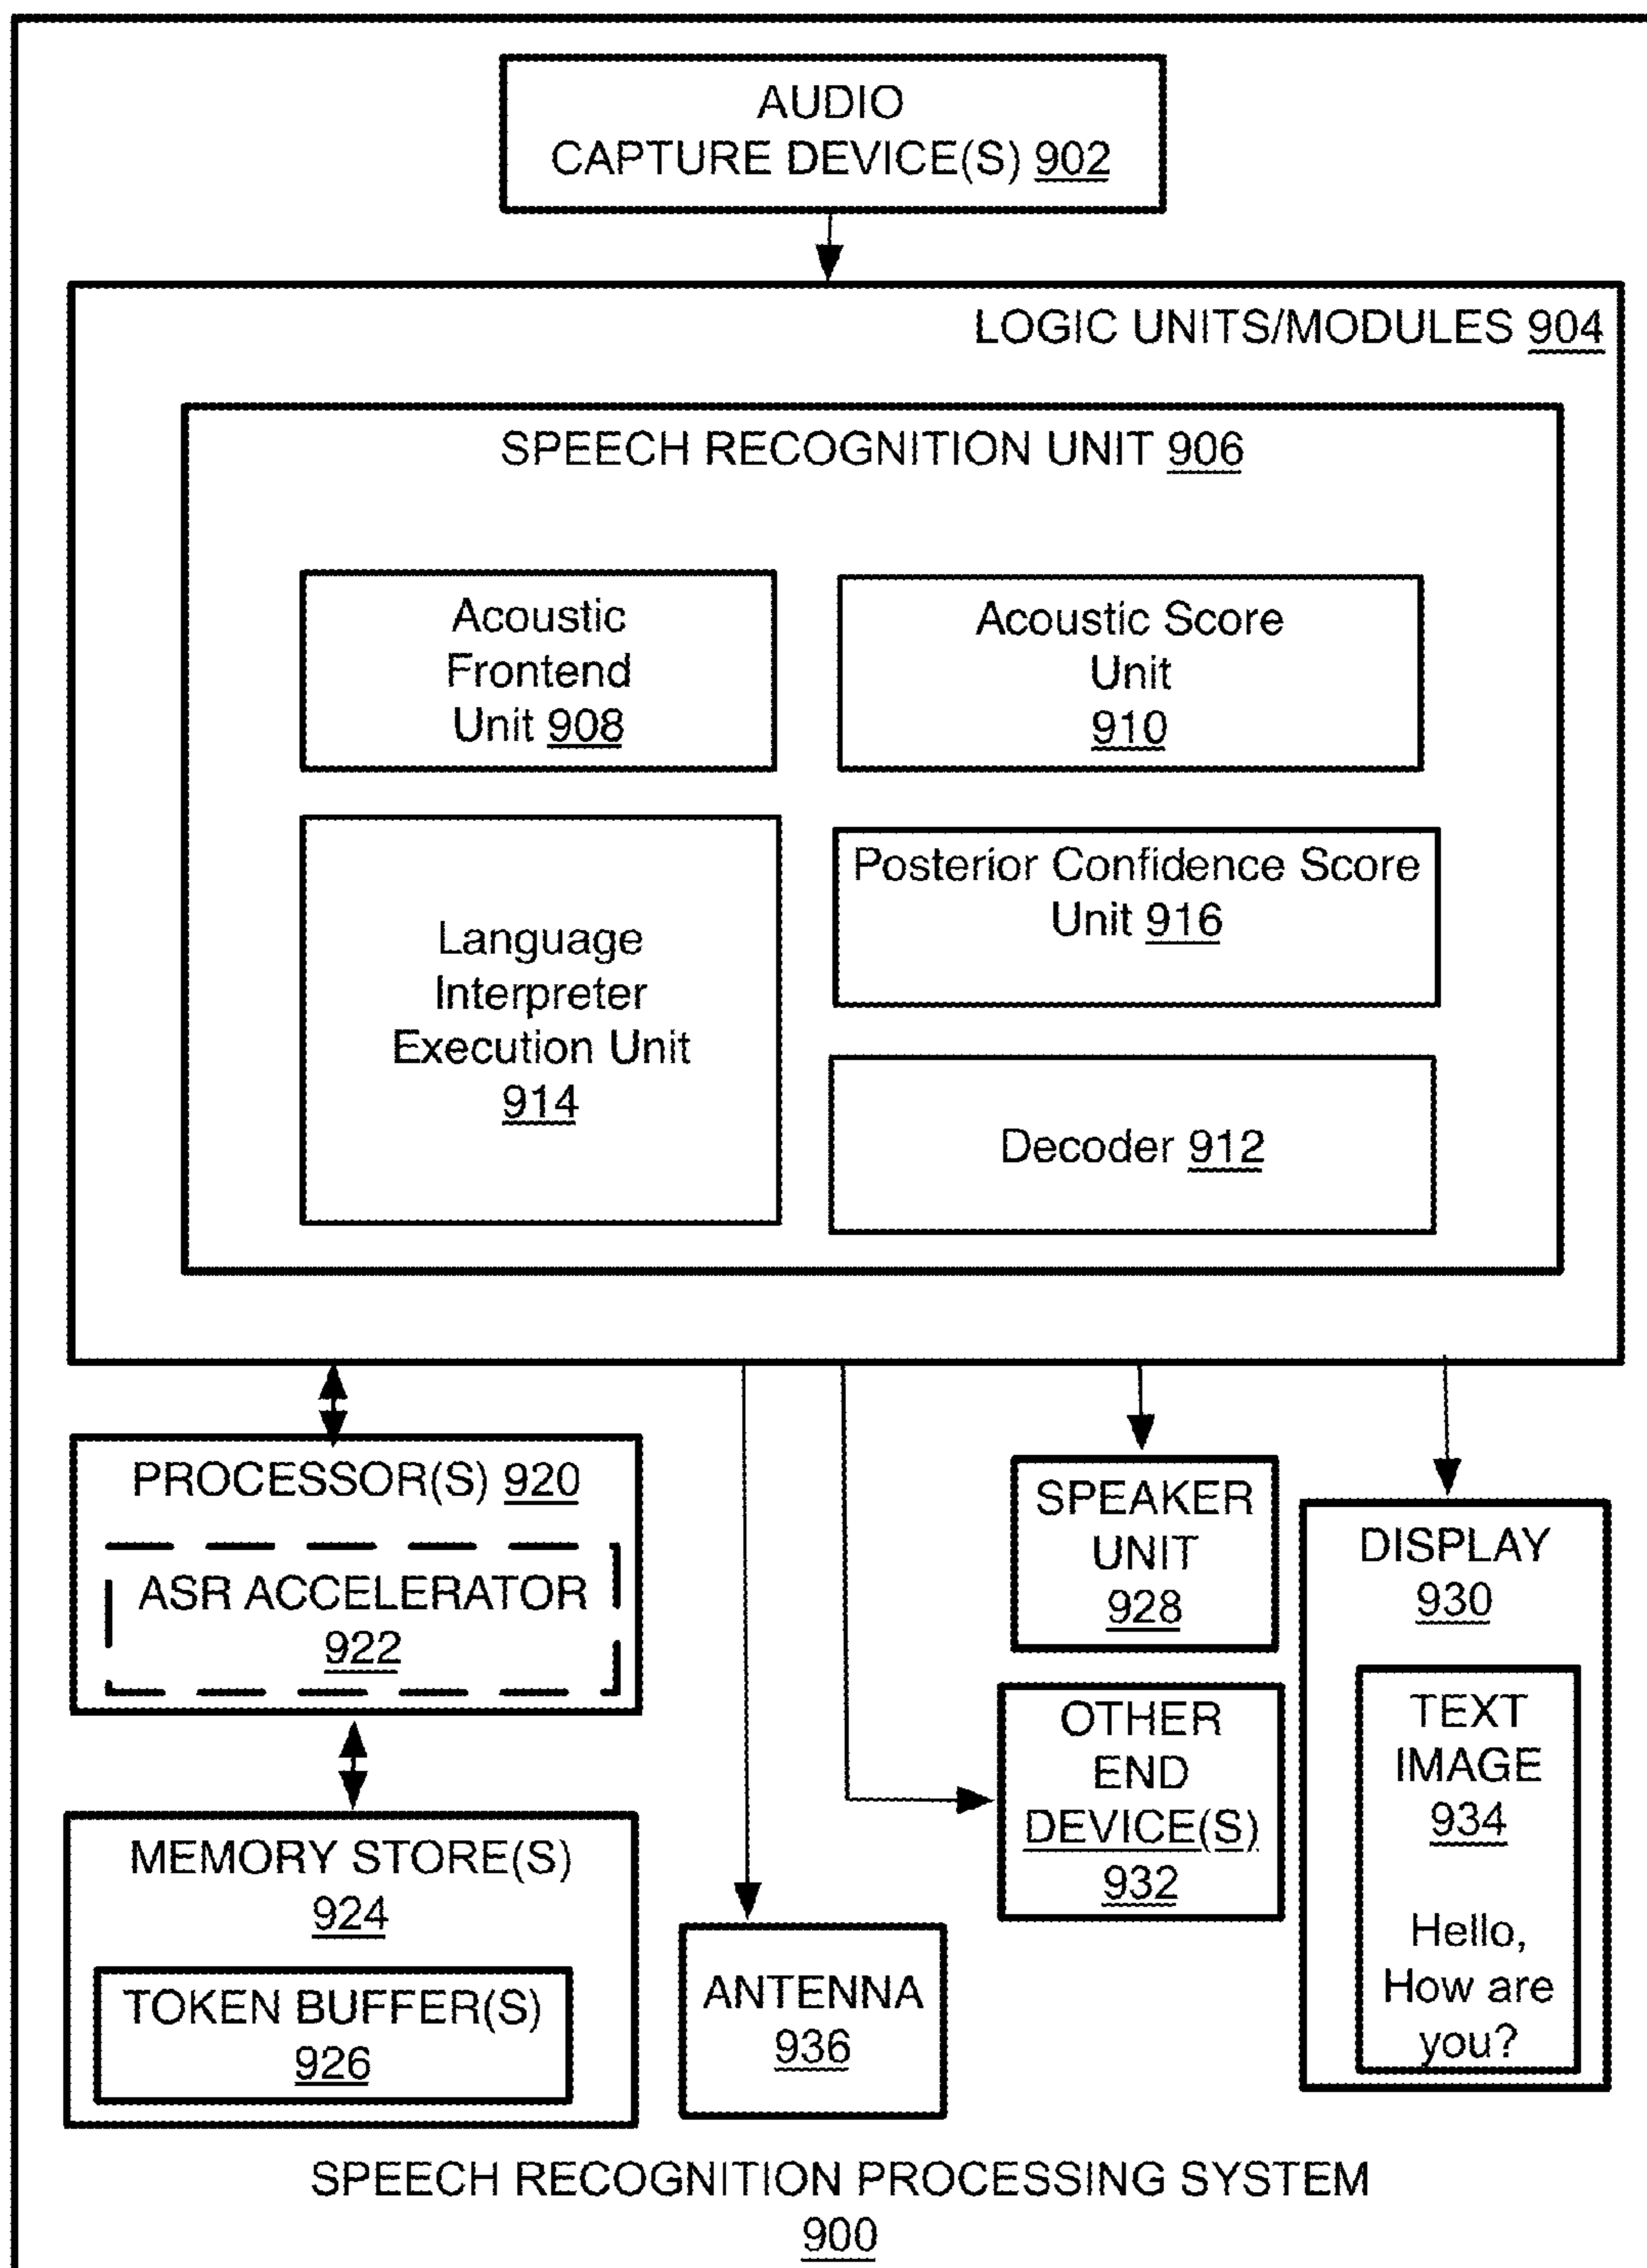 AUDIO
CAPTURE DEVICE(S) 902
LOGIC UNITS/MODULES 904
SPEECH RECOGNITION UNIT 906
Acoustic
Frontend
Unit 908
Acoustic Score
Unit
910
Language
Interpreter
Execution Unit
914
Posterior Confidence Score
Unit 916
Decoder 912
PROCESSOR(S) 920
ASR ACCELERATOR
922
MEMORY STORE(S)
924
TOKEN BUFFER(S)
926
ANTENNA
936
SPEAKER
UNIT
928
OTHER
END
DEVICE(S)
932
DISPLAY
930
TEXT
IMAGE
934
Hello,
How are
you?
SPEECH RECOGNITION PROCESSING SYSTEM
900